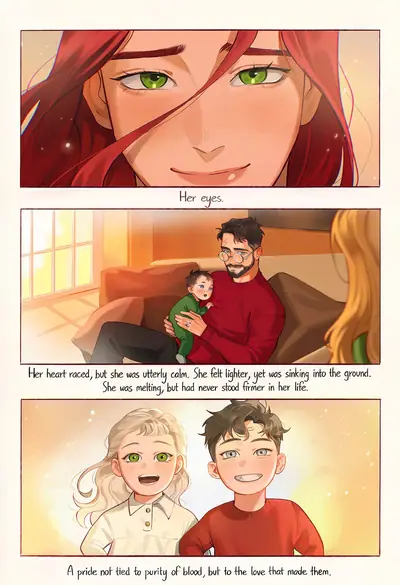 Her eyes.
Her heart raced, but she was utterly calm. She felt lighter, yet was sinking into the ground.
She was melting, but had never stood firmer in her life.
A pride not tied to purity of blood, but to the love that made them.